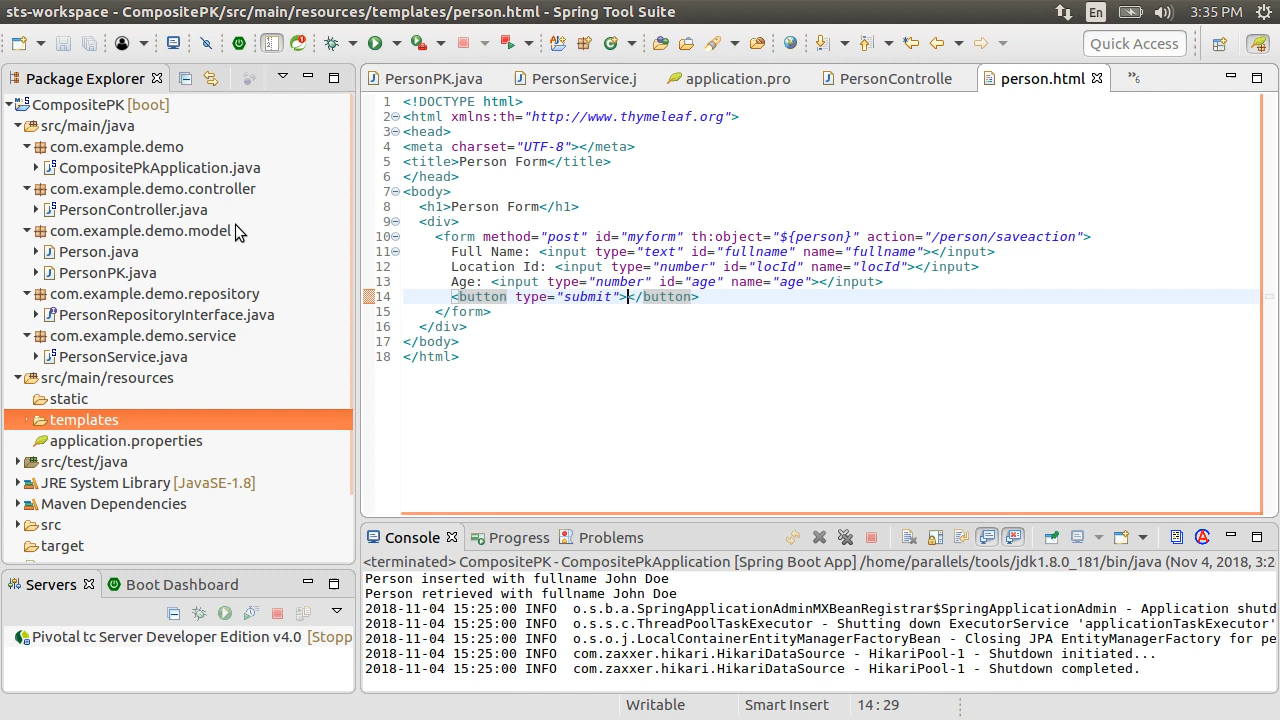 sts-workspace - CompositePK/src/main/resources/templates/person.html - Spring Tool Suite
En
3:35 PM
Quick Access
Package Explorer
CompositePK [boot]
src/main/java
com.example.demo
CompositePkApplication.java
com.example.demo.controller
PersonController.java
com.example.demo.model
Person.java
PersonPK.java
com.example.demo.repository
PersonRepositoryInterface.java
com.example.demo.service
PersonService.java
src/main/resources
static
templates
application.properties
src/test/java
JRE System Library [JavaSE-1.8]
Maven Dependencies
src
target
Servers
Boot Dashboard
Pivotal tc Server Developer Edition v4.0 [Stopp
PersonPK.java
PersonService.j
application.pro
PersonControlle
person.html
»6
1 <!DOCTYPE html>
2 <html xmlns:th="http://www.thymeleaf.org">
3 <head>
4 <meta charset="UTF-8"></meta>
5 <title>Person Form</title>
6 </head>
7 <body>
8 <h1>Person Form</h1>
9 <div>
10 <form method="post" id="myform" th:object="${person}" action="/person/saveaction">
11 Full Name: <input type="text" id="fullname" name="fullname"></input>
12 Location Id: <input type="number" id="locId" name="locId"></input>
13 Age: <input type="number" id="age" name="age"></input>
14 <button type="submit"></button>
15 </form>
16 </div>
17 </body>
18 </html>
Console
Progress
Problems
<terminated> CompositePK - CompositePkApplication [Spring Boot App] /home/parallels/tools/jdk1.8.0_181/bin/java (Nov 4, 2018, 3:2
Person inserted with fullname John Doe
Person retrieved with fullname John Doe
2018-11-04 15:25:00 INFO  o.s.b.a.SpringApplicationAdminMXBeanRegistrar$SpringApplicationAdmin - Application shutd
2018-11-04 15:25:00 INFO  o.s.s.c.ThreadPoolTaskExecutor - Shutting down ExecutorService 'applicationTaskExecutor'
2018-11-04 15:25:00 INFO  o.s.o.j.LocalContainerEntityManagerFactoryBean - Closing JPA EntityManagerFactory for pe
2018-11-04 15:25:00 INFO  com.zaxxer.hikari.HikariDataSource - HikariPool-1 - Shutdown initiated...
2018-11-04 15:25:00 INFO  com.zaxxer.hikari.HikariDataSource - HikariPool-1 - Shutdown completed.
Writable
Smart Insert
14 : 29